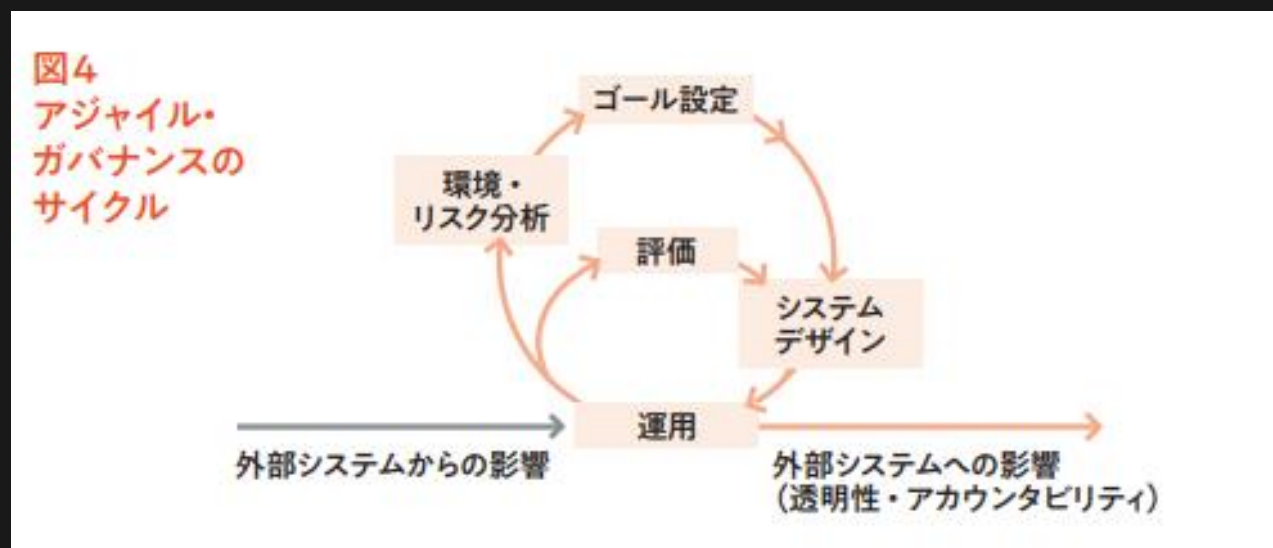 図4
アジャイル・
ガバナンスの
サイクル
ゴール設定
環境・
リスク分析
評価
システム
デザイン
運用
外部システムからの影響
外部システムへの影響
（透明性・アカウンタビリティ）